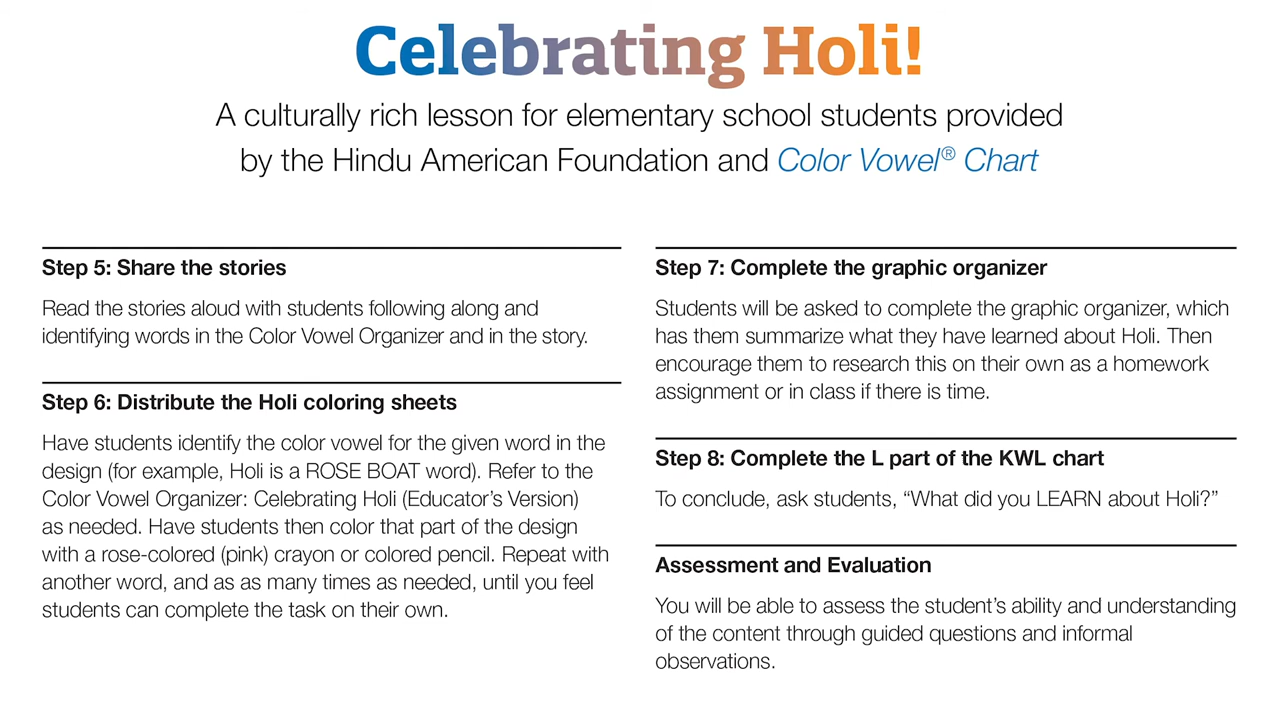 Celebrating Holi!
A culturally rich lesson for elementary school students provided
by the Hindu American Foundation and Color Vowel® Chart
Step 5: Share the stories
Read the stories aloud with students following along and
identifying words in the Color Vowel Organizer and in the story.
Step 6: Distribute the Holi coloring sheets
Have students identify the color vowel for the given word in the
design (for example, Holi is a ROSE BOAT word). Refer to the
Color Vowel Organizer: Celebrating Holi (Educator’s Version)
as needed. Have students then color that part of the design
with a rose-colored (pink) crayon or colored pencil. Repeat with
another word, and as as many times as needed, until you feel
students can complete the task on their own.
Step 7: Complete the graphic organizer
Students will be asked to complete the graphic organizer, which
has them summarize what they have learned about Holi. Then
encourage them to research this on their own as a homework
assignment or in class if there is time.
Step 8: Complete the L part of the KWL chart
To conclude, ask students, “What did you LEARN about Holi?”
Assessment and Evaluation
You will be able to assess the student’s ability and understanding
of the content through guided questions and informal
observations.